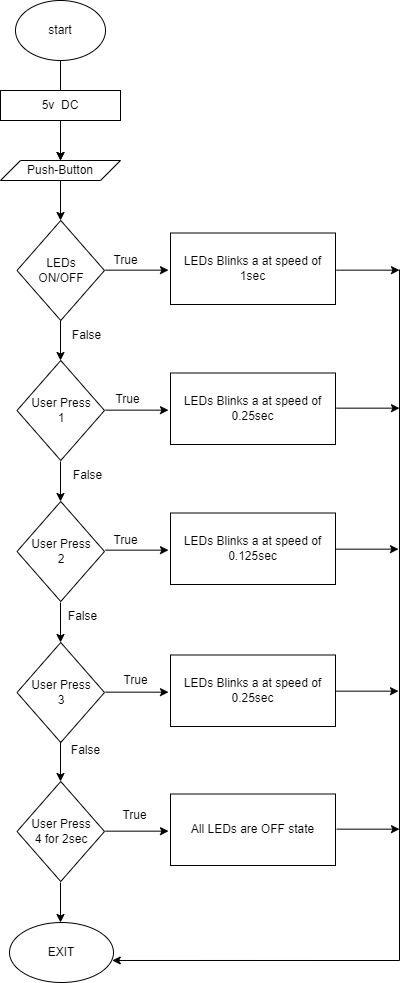 start
5v DC
Push-Button
LEDs
ON/OFF
True
LEDs Blinks a at speed of
1sec
False
User Press
1
True
LEDs Blinks a at speed of
0.25sec
False
User Press
2
True
LEDs Blinks a at speed of
0.125sec
False
User Press
3
True
LEDs Blinks a at speed of
0.25sec
False
User Press
4 for 2sec
True
All LEDs are OFF state
EXIT